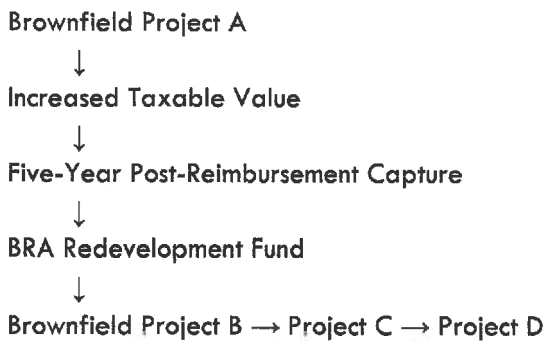 Brownfield Project A
↓
Increased Taxable Value
↓
Five-Year Post-Reimbursement Capture
↓
BRA Redevelopment Fund
↓
Brownfield Project B → Project C → Project D